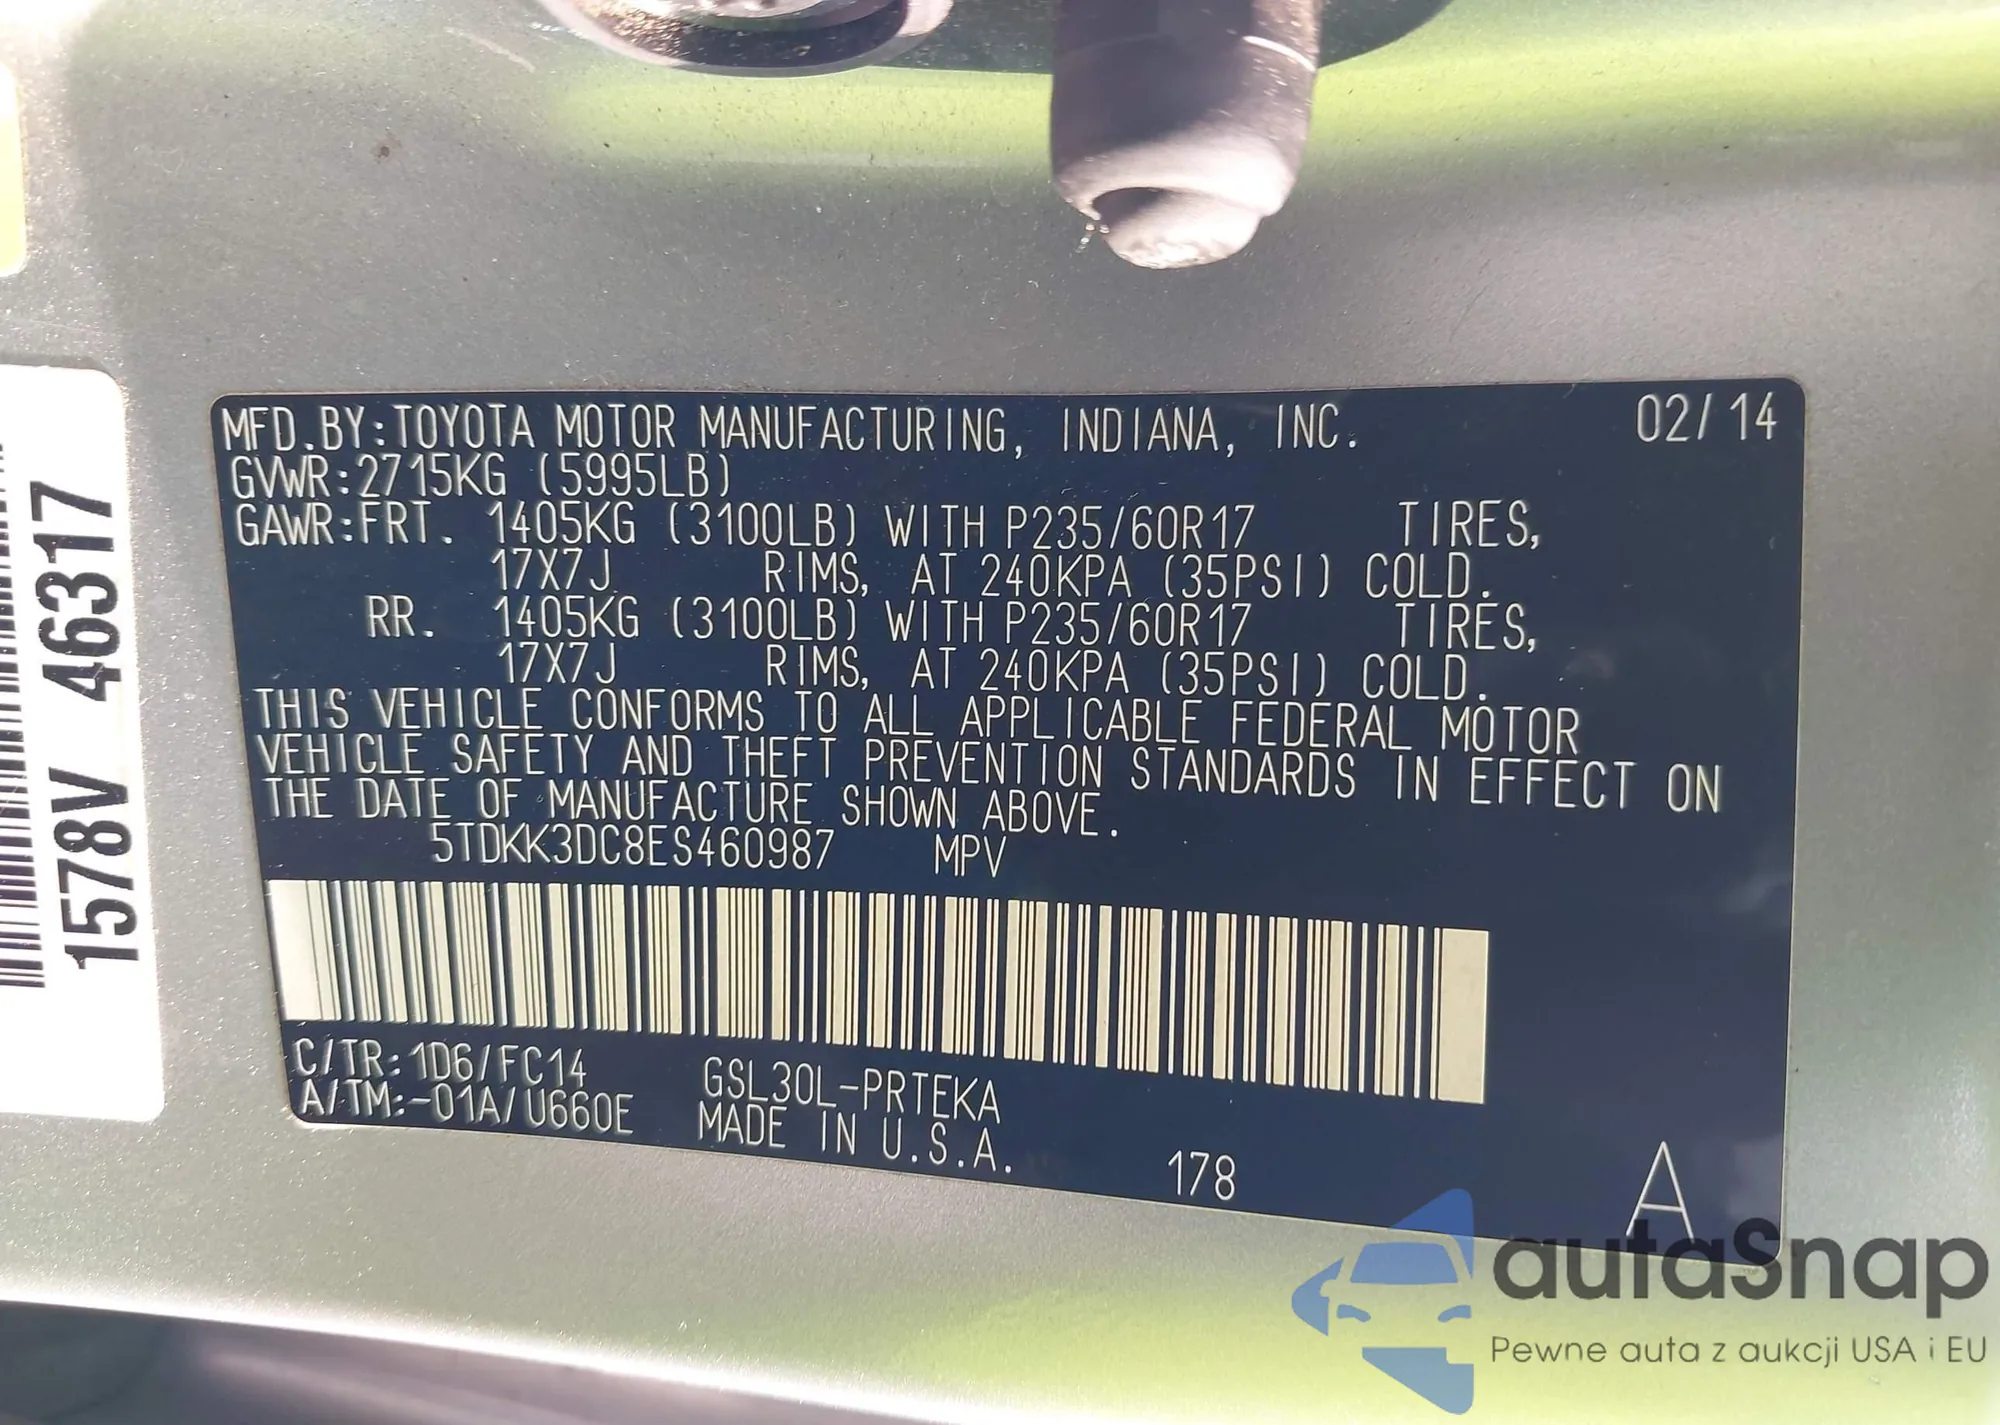 MFD.BY:TOYOTA MOTOR MANUFACTURING, INDIANA, INC. 02/14
GVWR:2715KG (5995LB)
GAWR:FRT. 1405KG (3100LB) WITH P235/60R17 TIRES,
17X7J RIMS, AT 240KPA (35PSI) COLD.
RR. 1405KG (3100LB) WITH P235/60R17 TIRES,
17X7J RIMS, AT 240KPA (35PSI) COLD.
THIS VEHICLE CONFORMS TO ALL APPLICABLE FEDERAL MOTOR
VEHICLE SAFETY AND THEFT PREVENTION STANDARDS IN EFFECT ON
THE DATE OF MANUFACTURE SHOWN ABOVE.
5TDKK3DC8ES460987 MPV
C/TR:1D6/FC14 GSL30L-PRTEKA
A/TM:-01A/U660E MADE IN U.S.A.
178 A
1578V 46317
autaSnap
Pewne auta z aukcji USA i EU